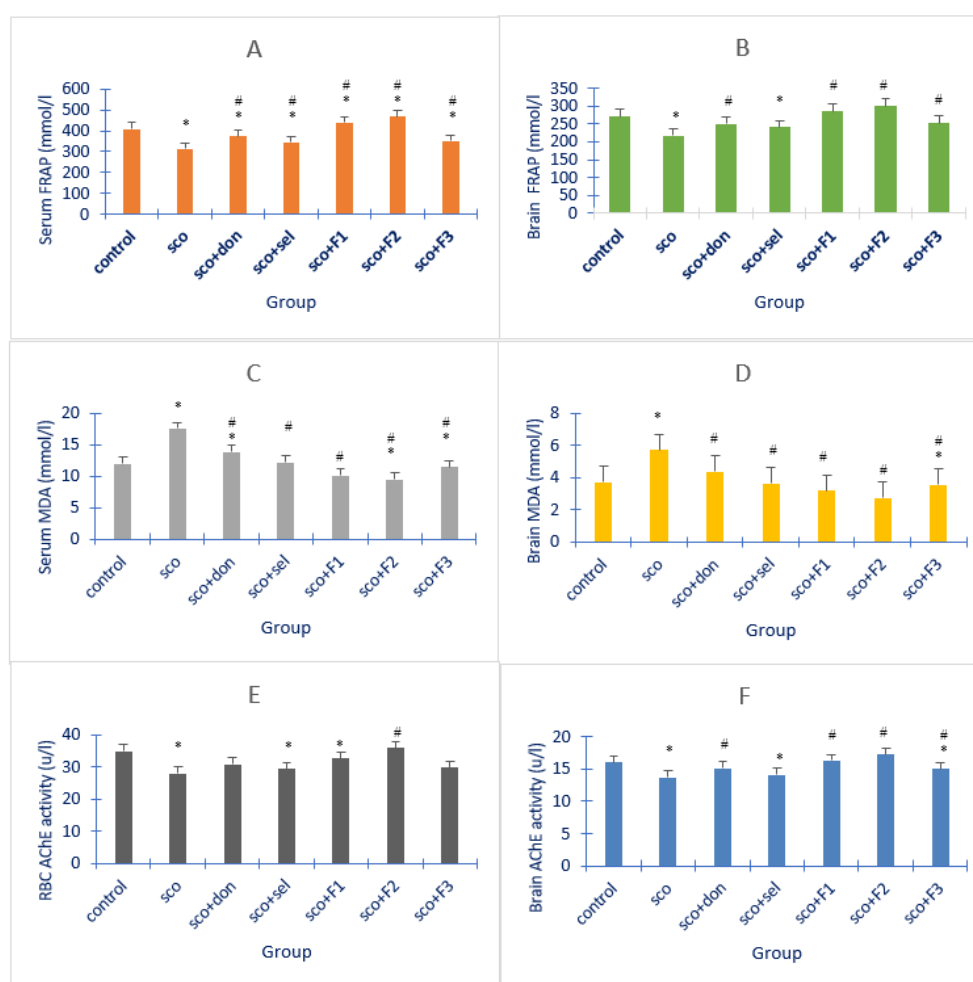 A
Serum FRAP (mmol/l)
600
500
400
300
200
100
0
* # * # * # * # * # *
control sco sco+don sco+sel sco+F1 sco+F2 sco+F3
Group
B
Brain FRAP (mmol/l)
350
300
250
200
150
100
50
0
* # * # # #
control sco sco+don sco+sel sco+F1 sco+F2 sco+F3
Group
C
Serum MDA (mmol/l)
20
15
10
5
0
* # * # # # * # *
control sco sco+don sco+sel sco+F1 sco+F2 sco+F3
Group
D
Brain MDA (mmol/l)
8
6
4
2
0
* # # # # # *
control sco sco+don sco+sel sco+F1 sco+F2 sco+F3
Group
E
RBC AChE activity (u/l)
40
30
20
10
0
* * * #
control sco sco+don sco+sel sco+F1 sco+F2 sco+F3
Group
F
Brain AChE activity (u/l)
20
15
10
5
0
* # * # # # *
control sco sco+don sco+sel sco+F1 sco+F2 sco+F3
Group